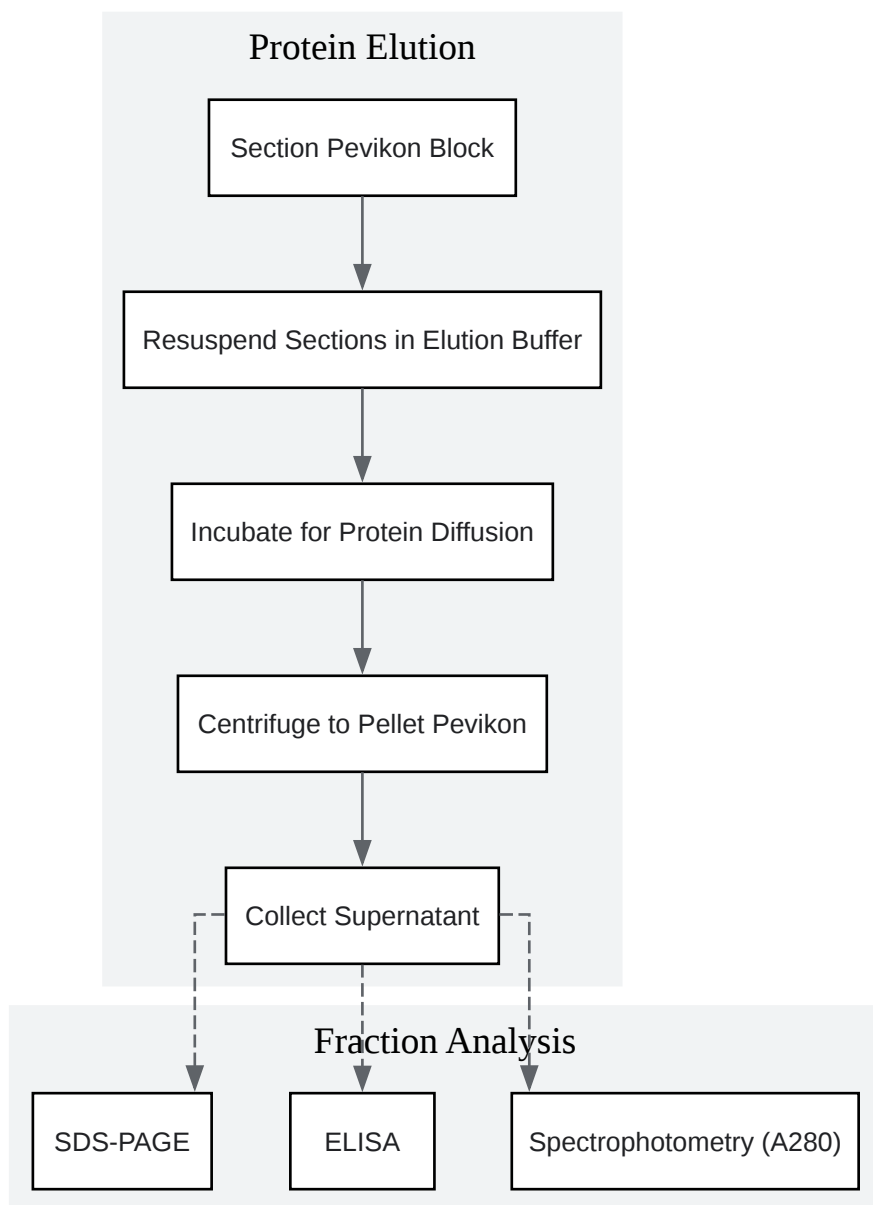 Protein Elution
Section Pevikon Block
Resuspend Sections in Elution Buffer
Incubate for Protein Diffusion
Centrifuge to Pellet Pevikon
Collect Supernatant
Fraction Analysis
SDS-PAGE
ELISA
Spectrophotometry (A280)